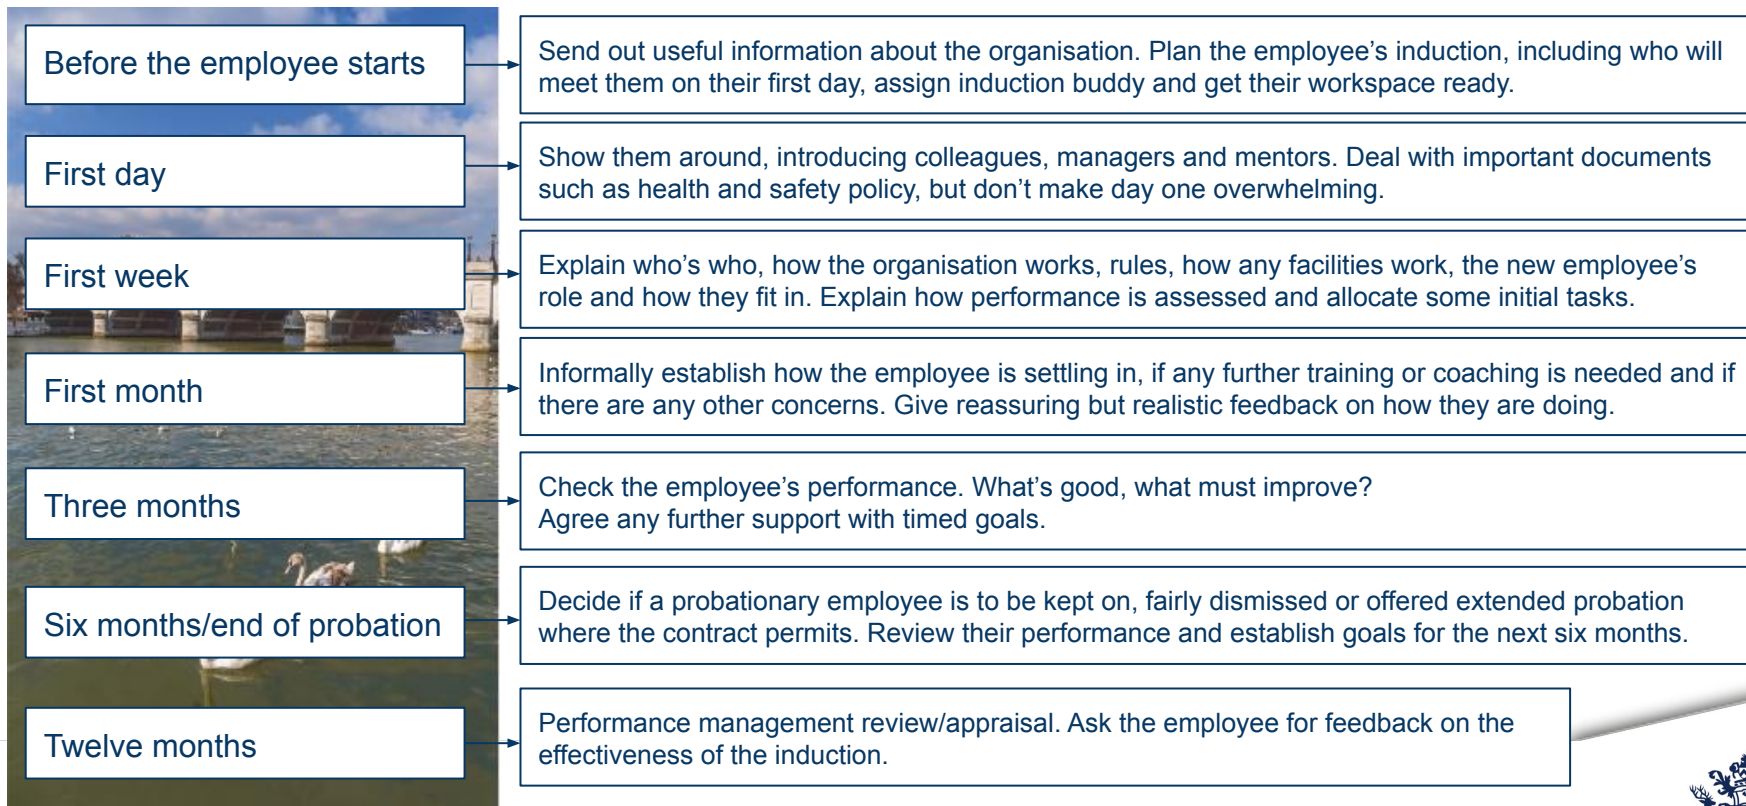 Before the employee starts
Send out useful information about the organisation. Plan the employee’s induction, including who will
meet them on their first day, assign induction buddy and get their workspace ready.
First day
Show them around, introducing colleagues, managers and mentors. Deal with important documents
such as health and safety policy, but don’t make day one overwhelming.
First week
Explain who’s who, how the organisation works, rules, how any facilities work, the new employee’s
role and how they fit in. Explain how performance is assessed and allocate some initial tasks.
First month
Informally establish how the employee is settling in, if any further training or coaching is needed and if
there are any other concerns. Give reassuring but realistic feedback on how they are doing.
Three months
Check the employee’s performance. What’s good, what must improve?
Agree any further support with timed goals.
Six months/end of probation
Decide if a probationary employee is to be kept on, fairly dismissed or offered extended probation
where the contract permits. Review their performance and establish goals for the next six months.
Twelve months
Performance management review/appraisal. Ask the employee for feedback on the
effectiveness of the induction.